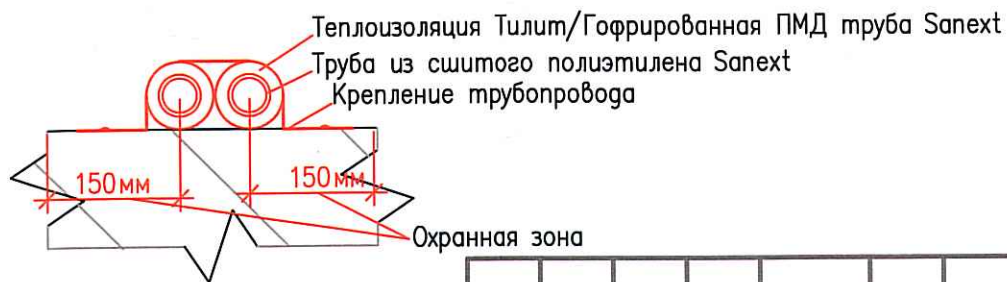 Теплоизоляция Тилит/Гофрированная ПМД труба Sanext
Труба из сшитого полиэтилена Sanext
Крепление трубопровода
150мм 150мм
Охранная зона